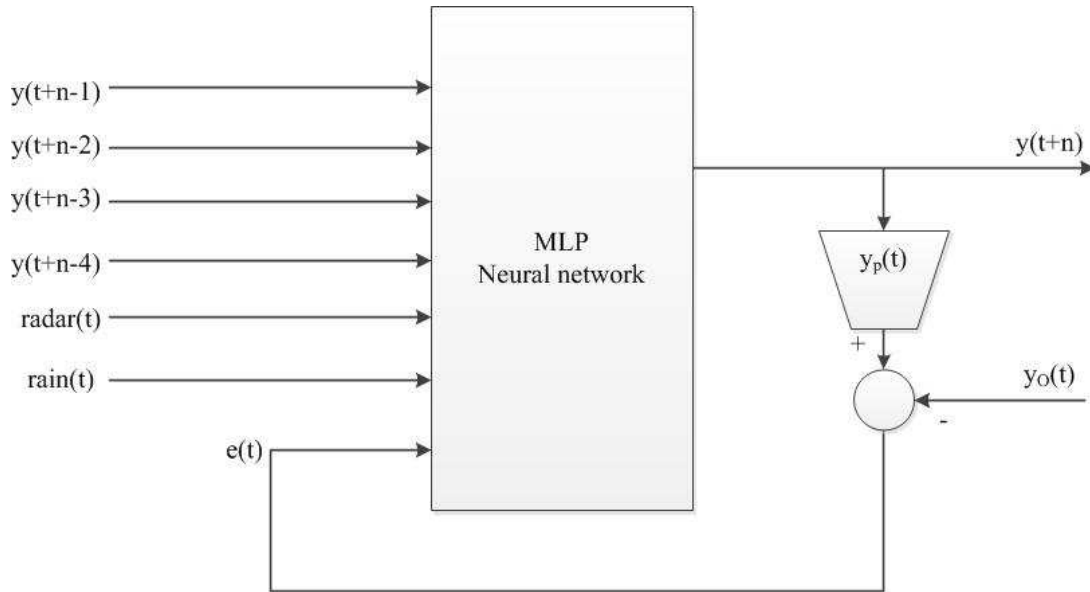 y(t+n-1)
y(t+n-2)
y(t+n-3)
y(t+n-4)
radar(t)
rain(t)
e(t)
MLP
Neural network
y(t+n)
yp(t)
+
yO(t)
-